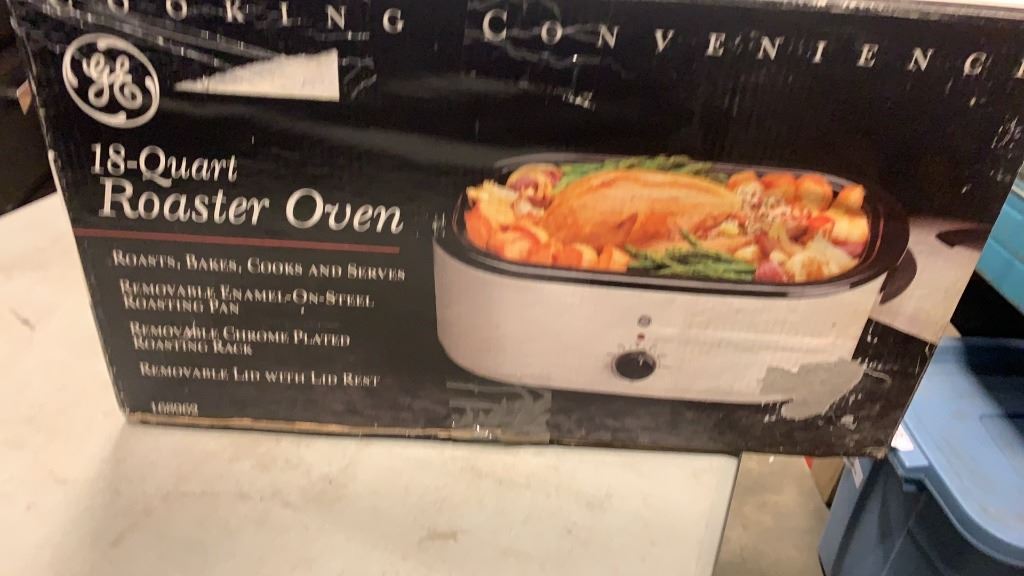 COOKING CONVENIENCE
GE
18-Quart
Roaster Oven
ROASTS, BAKES, COOKS AND SERVES
REMOVABLE ENAMEL-ON-STEEL
ROASTING PAN
REMOVABLE CHROME PLATED
ROASTING RACK
REMOVABLE LID WITH LID REST